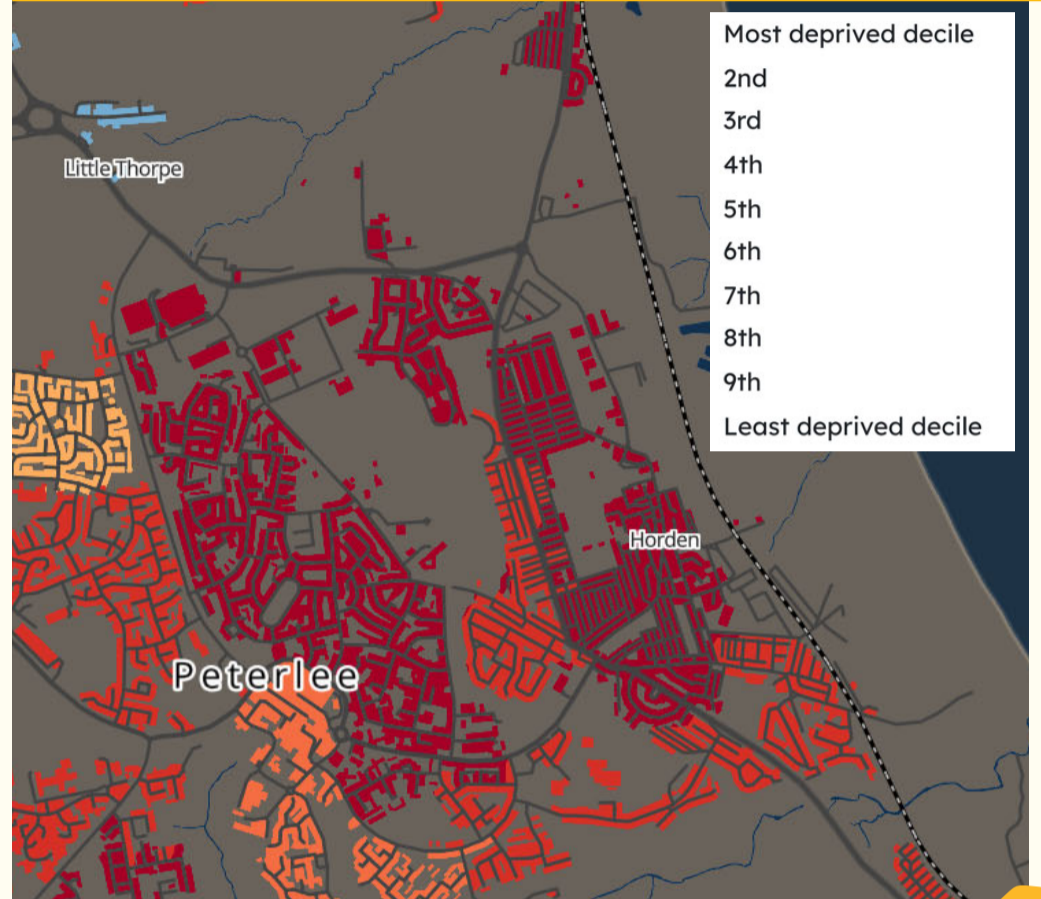 Most deprived decile
2nd
3rd
4th
5th
6th
7th
8th
9th
Least deprived decile
Little Thorpe
Horden
Peterlee